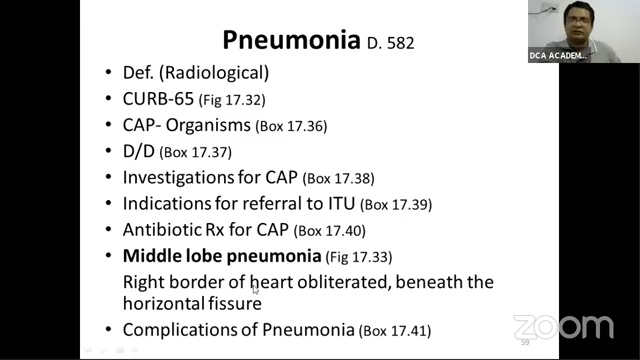 Pneumonia D. 582
• Def. (Radiological)
• CURB-65 (Fig 17.32)
• CAP- Organisms (Box 17.36)
• D/D (Box 17.37)
• Investigations for CAP (Box 17.38)
• Indications for referral to ITU (Box 17.39)
• Antibiotic Rx for CAP (Box 17.40)
• Middle lobe pneumonia (Fig 17.33)
Right border of heart obliterated, beneath the
horizontal fissure
• Complications of Pneumonia (Box 17.41)
DCA ACADEM...
zoom
59